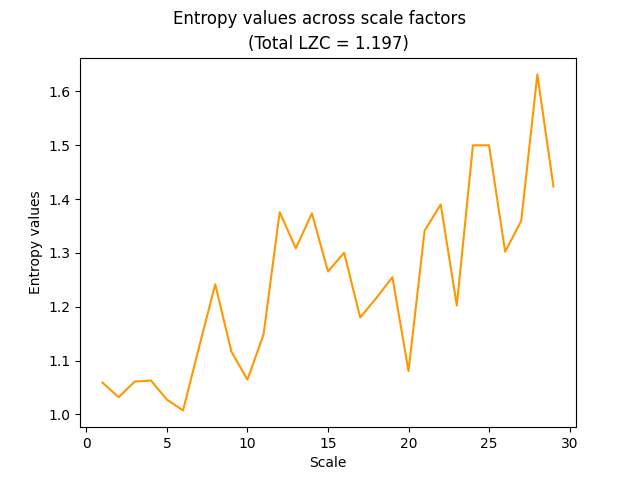 Entropy values across scale factors
(Total LZC = 1.197)
Entropy values
1.6
1.5
1.4
1.3
1.2
1.1
1.0
0 5 10 15 20 25 30
Scale